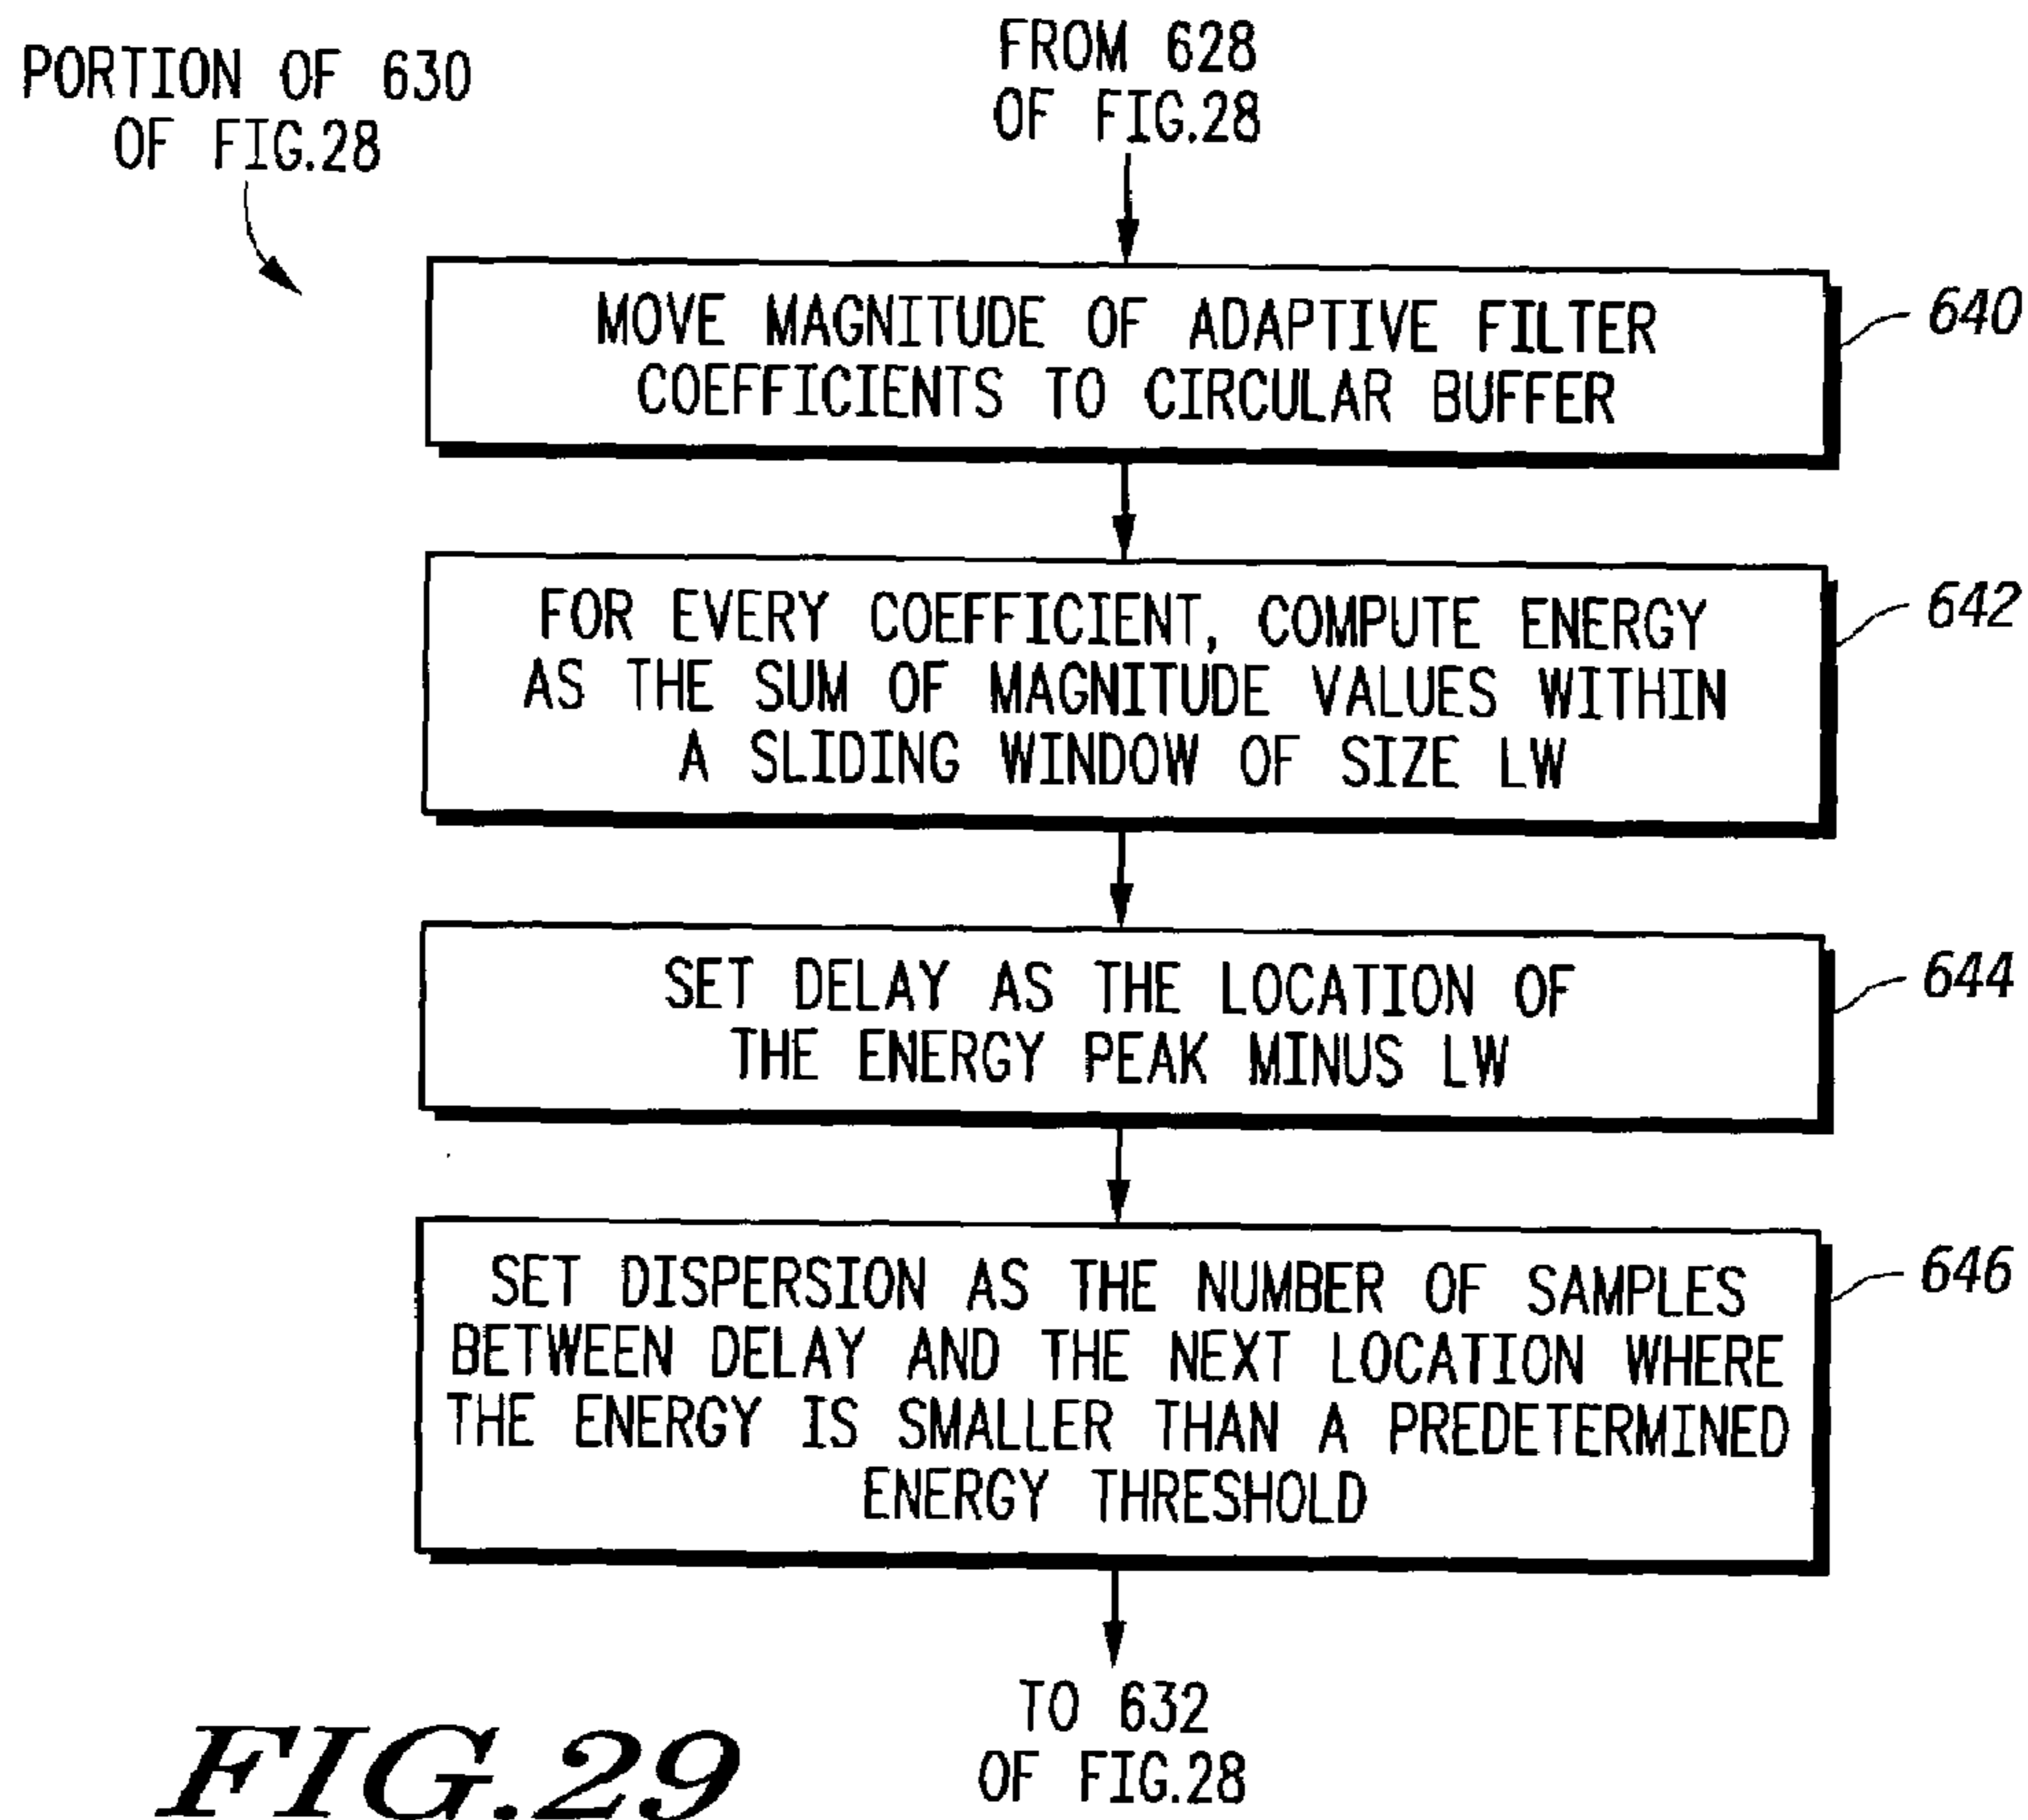 PORTION OF 630
OF FIG.28
FROM 628
OF FIG.28
MOVE MAGNITUDE OF ADAPTIVE FILTER
COEFFICIENTS TO CIRCULAR BUFFER
640
FOR EVERY COEFFICIENT, COMPUTE ENERGY
AS THE SUM OF MAGNITUDE VALUES WITHIN
A SLIDING WINDOW OF SIZE LW
642
SET DELAY AS THE LOCATION OF
THE ENERGY PEAK MINUS LW
644
SET DISPERSION AS THE NUMBER OF SAMPLES
BETWEEN DELAY AND THE NEXT LOCATION WHERE
THE ENERGY IS SMALLER THAN A PREDETERMINED
ENERGY THRESHOLD
646
TO 632
OF FIG.28
FIG.29